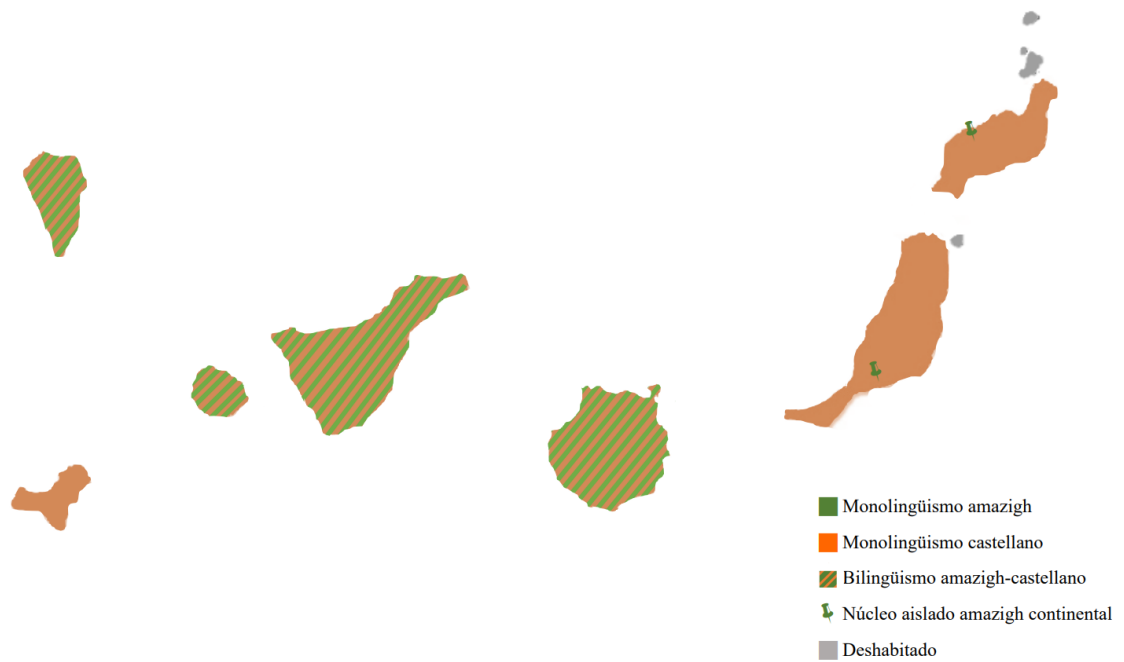 Monolingüismo amazigh
Monolingüismo castellano
Bilingüismo amazigh-castellano
Núcleo aislado amazigh continental
Deshabitado